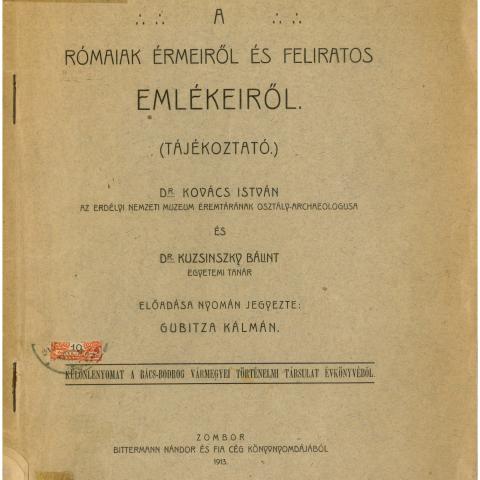 A
RÓMAIAK ÉRMEIRŐL ÉS FELIRATOS
EMLÉKEIRŐL.
(TÁJÉKOZTATÓ.)
DR. KOVÁCS ISTVÁN
AZ ERDÉLYI NEMZETI MUZEUM ÉREMTÁRÁNAK OSZTÁLY-ARCHAEOLOGUSA
ÉS
DR. KUZSINSZKY BÁLINT
EGYETEMI TANÁR
ELŐADÁSA NYOMÁN JEGYEZTE:
GUBITZA KÁLMÁN.
10
KÜLÖNLENYOMAT A BÁCS-BODROG VÁRMEGYEI TÖRTÉNELMI TÁRSULAT ÉVKÖNYVÉBŐL.
ZOMBOR
BITTERMANN NÁNDOR ÉS FIA CÉG KÖNYVNYOMDÁJÁBÓL
1913.